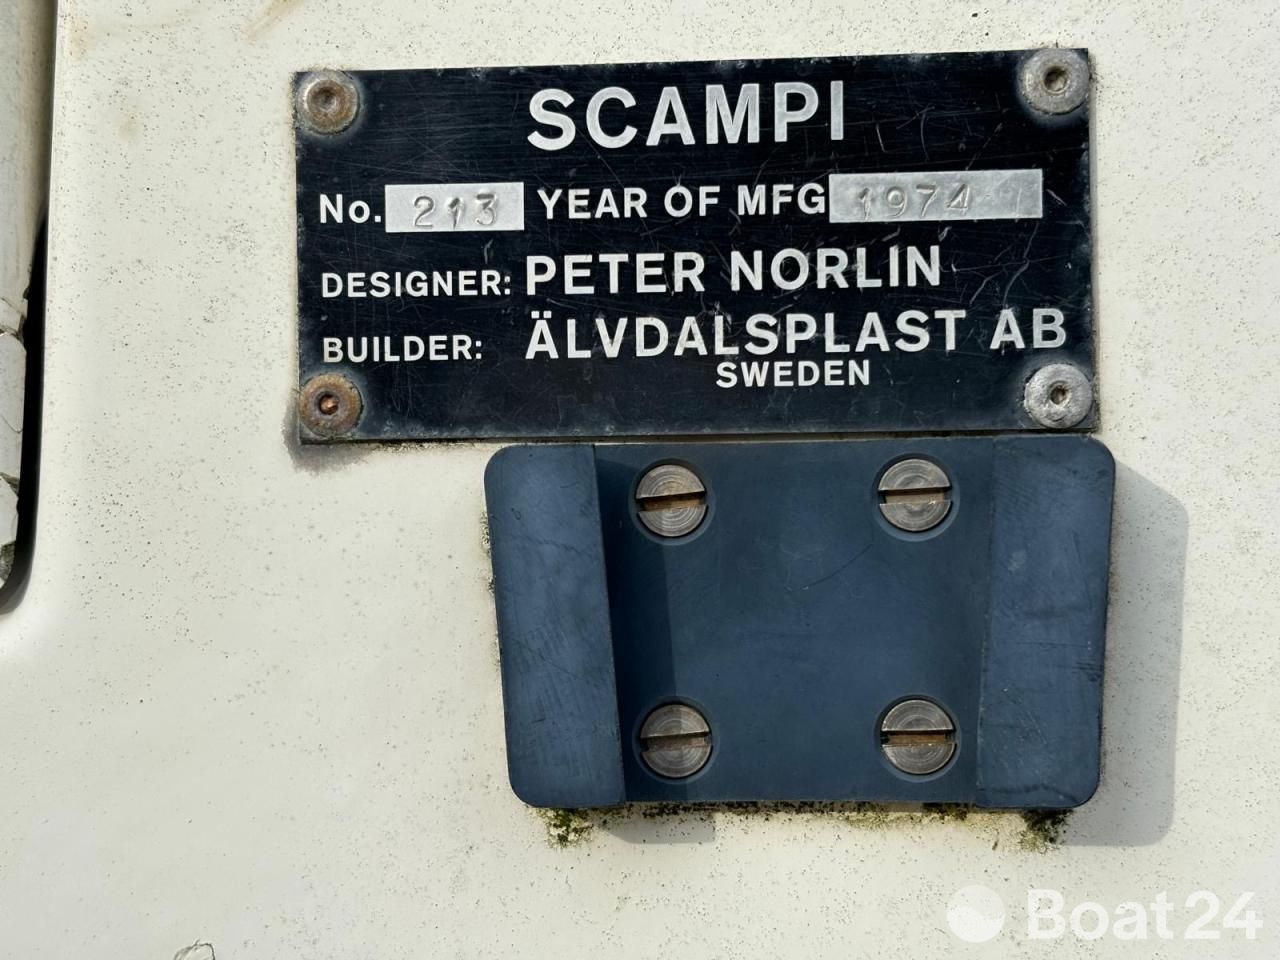 SCAMPI
No. 213 YEAR OF MFG 1974
DESIGNER: PETER NORLIN
BUILDER: ÄLVDALSPLAST AB
SWEDEN
Boat24